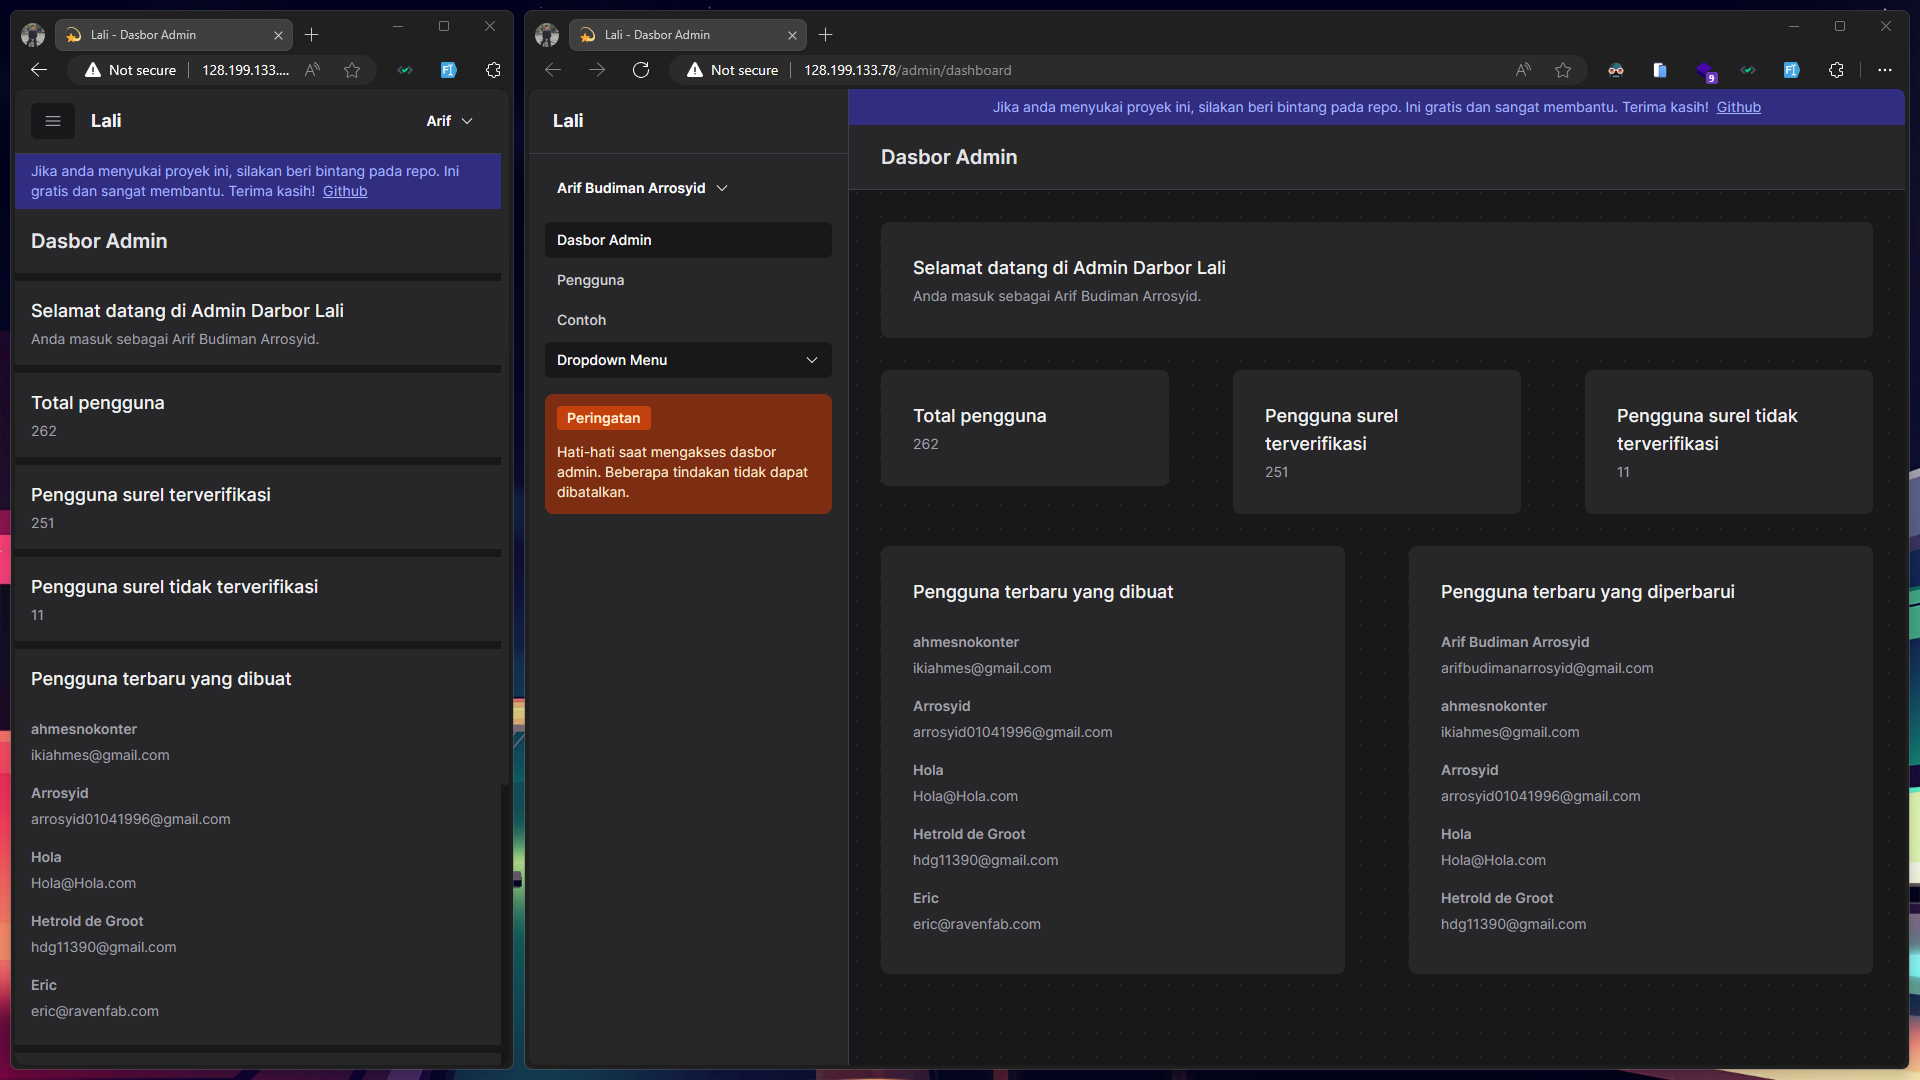 Lali - Dasbor Admin
Not secure
128.199.133....
Lali
Arif
Jika anda menyukai proyek ini, silakan beri bintang pada repo. Ini
gratis dan sangat membantu. Terima kasih! Github
Dasbor Admin
Selamat datang di Admin Darbor Lali
Anda masuk sebagai Arif Budiman Arrosyid.
Total pengguna
262
Pengguna surel terverifikasi
251
Pengguna surel tidak terverifikasi
11
Pengguna terbaru yang dibuat
ahmesnokonter
ikiahmes@gmail.com
Arrosyid
arrosyid01041996@gmail.com
Hola
Hola@Hola.com
Hetrold de Groot
hdg11390@gmail.com
Eric
eric@ravenfab.com
Lali - Dasbor Admin
Not secure
128.199.133.78/admin/dashboard
9
Lali
Arif Budiman Arrosyid
Dasbor Admin
Pengguna
Contoh
Dropdown Menu
Peringatan
Hati-hati saat mengakses dasbor
admin. Beberapa tindakan tidak dapat
dibatalkan.
Jika anda menyukai proyek ini, silakan beri bintang pada repo. Ini gratis dan sangat membantu. Terima kasih! Github
Dasbor Admin
Selamat datang di Admin Darbor Lali
Anda masuk sebagai Arif Budiman Arrosyid.
Total pengguna
262
Pengguna surel
terverifikasi
251
Pengguna surel tidak
terverifikasi
11
Pengguna terbaru yang dibuat
ahmesnokonter
ikiahmes@gmail.com
Arrosyid
arrosyid01041996@gmail.com
Hola
Hola@Hola.com
Hetrold de Groot
hdg11390@gmail.com
Eric
eric@ravenfab.com
Pengguna terbaru yang diperbarui
Arif Budiman Arrosyid
arifbudimanarrosyid@gmail.com
ahmesnokonter
ikiahmes@gmail.com
Arrosyid
arrosyid01041996@gmail.com
Hola
Hola@Hola.com
Hetrold de Groot
hdg11390@gmail.com